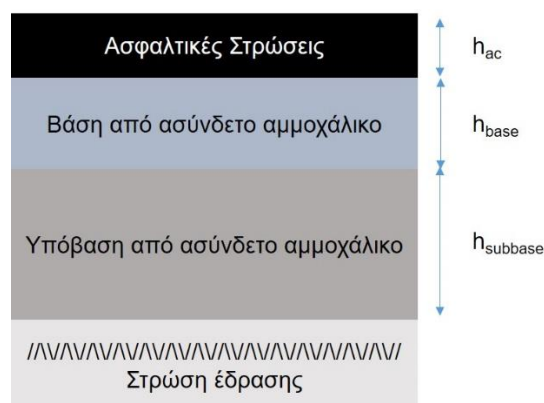 Ασφαλτικές Στρώσεις
h_ac
Βάση από ασύνδετο αμμοχάλικο
h_base
Υπόβαση από ασύνδετο αμμοχάλικο
h_subbase
Στρώση έδρασης